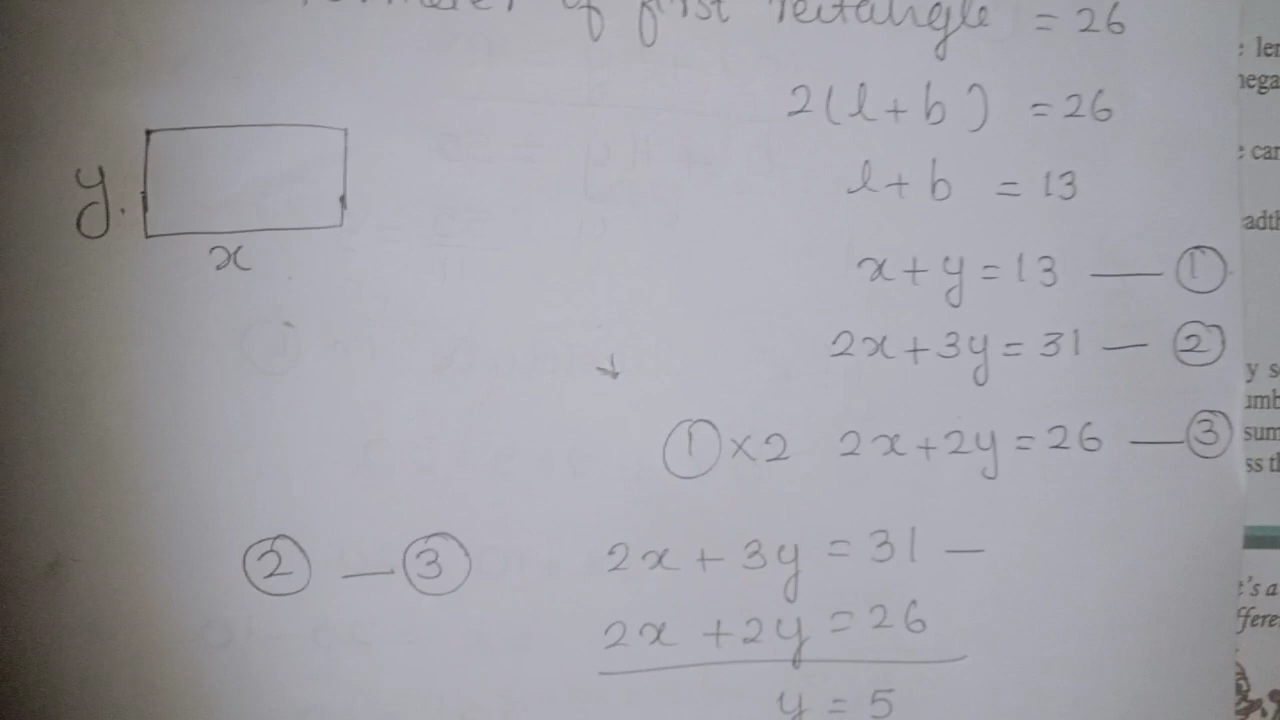 of first rectangle = 26
2(l+b) = 26
l+b = 13
y.
x
x+y=13 — ①
2x+3y=31 — ②
①×2 2x+2y=26 — ③
② — ③ 2x+3y=31 —
2x+2y=26
y=5